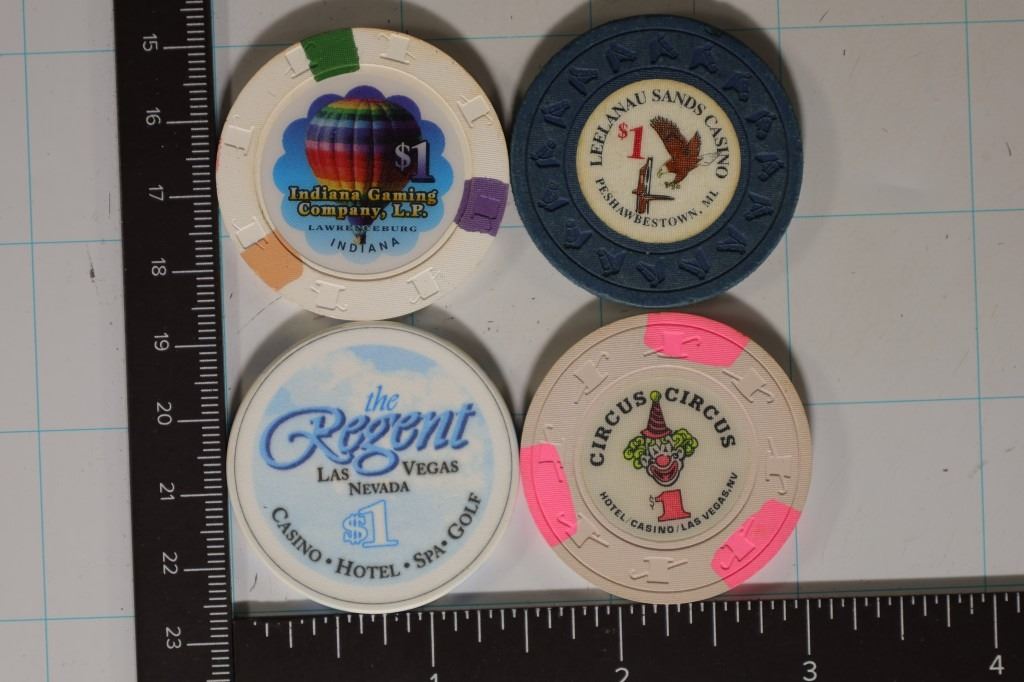 15
16
17
18
19
20
21
22
23
$1
Indiana Gaming
Company, L.P.
LAWRENCEBURG
INDIANA
LEELANAU SANDS CASINO
$1
PESHAWBESTOWN, MI
the
Regent
LAS VEGAS
NEVADA
$1
CASINO • HOTEL • SPA • GOLF
CIRCUS CIRCUS
$1
HOTEL/CASINO/LAS VEGAS, NV
1
2
3
4